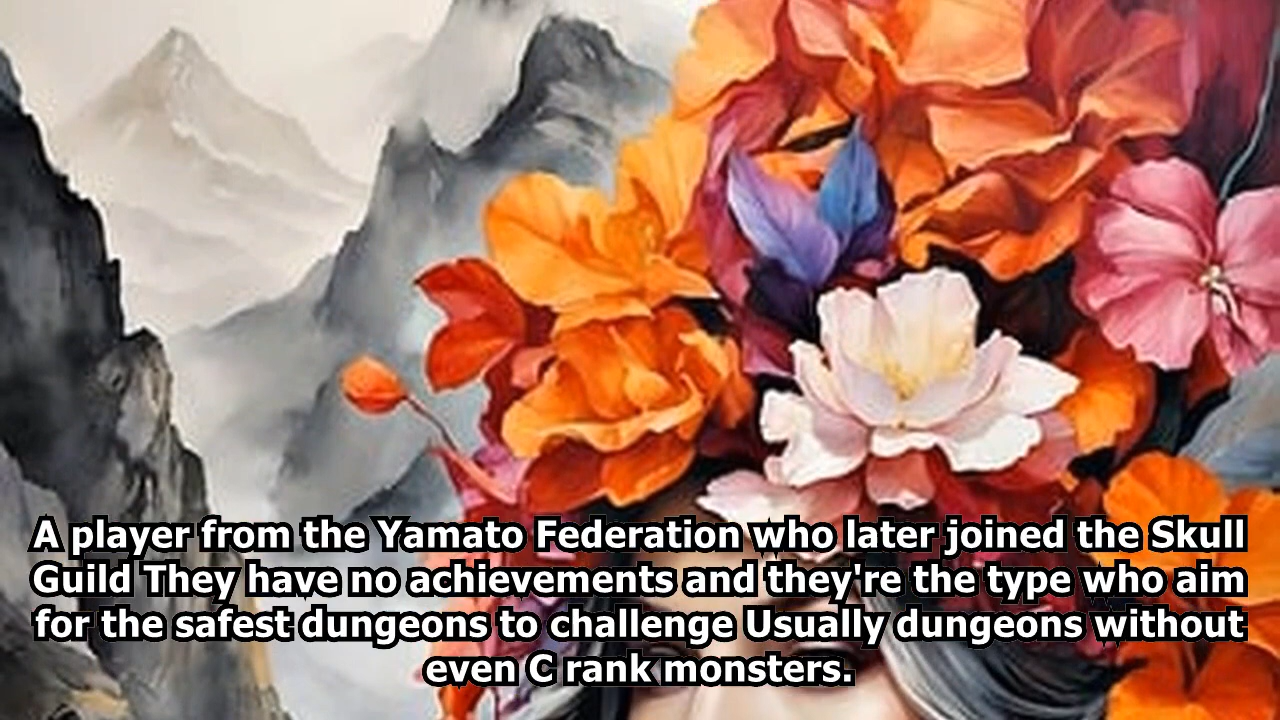 A player from the Yamato Federation who later joined the Skull
Guild They have no achievements and they're the type who aim
for the safest dungeons to challenge Usually dungeons without
even C rank monsters.